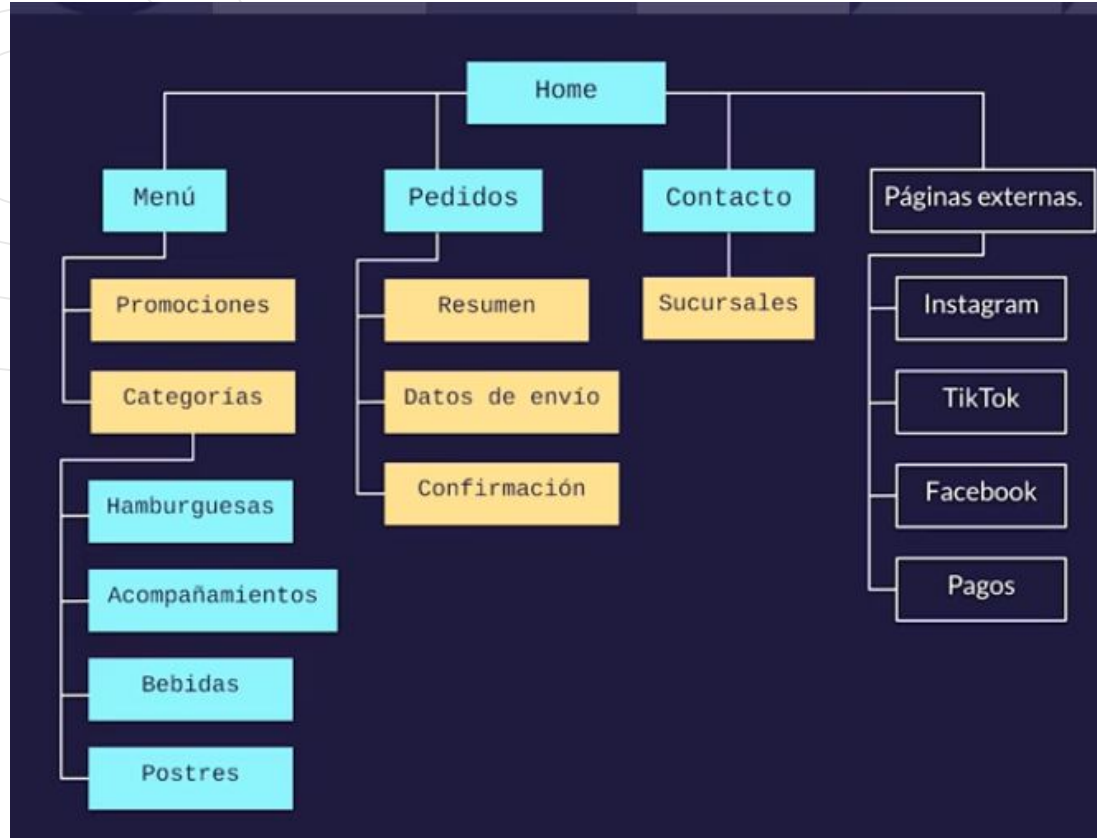 Home
Menú
Pedidos
Contacto
Páginas externas.
Promociones
Categorías
Hamburguesas
Acompañamientos
Bebidas
Postres
Resumen
Datos de envío
Confirmación
Sucursales
Instagram
TikTok
Facebook
Pagos